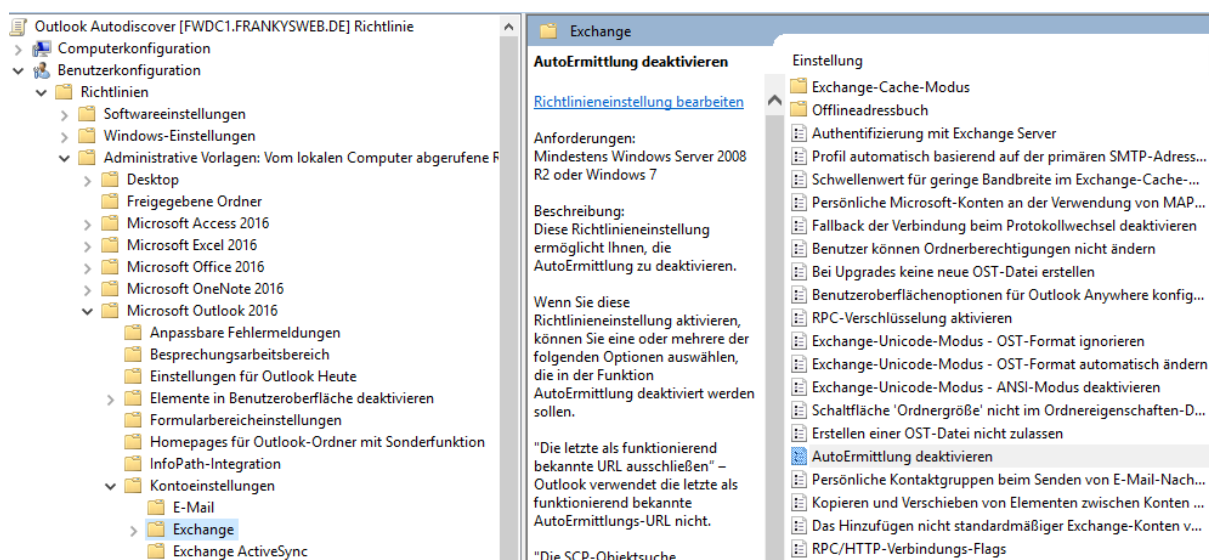 Outlook Autodiscover [FWDC1.FRANKYSWEB.DE] Richtlinie
Computerkonfiguration
Benutzerkonfiguration
Richtlinien
Softwareeinstellungen
Windows-Einstellungen
Administrative Vorlagen: Vom lokalen Computer abgerufene R
Desktop
Freigegebene Ordner
Microsoft Access 2016
Microsoft Excel 2016
Microsoft Office 2016
Microsoft OneNote 2016
Microsoft Outlook 2016
Anpassbare Fehlermeldungen
Besprechungsarbeitsbereich
Einstellungen für Outlook Heute
Elemente in Benutzeroberfläche deaktivieren
Formularbereicheinstellungen
Homepages für Outlook-Ordner mit Sonderfunktion
InfoPath-Integration
Kontoeinstellungen
E-Mail
Exchange
Exchange ActiveSync
Exchange
AutoErmittlung deaktivieren
Richtlinieneinstellung bearbeiten
Anforderungen:
Mindestens Windows Server 2008
R2 oder Windows 7
Beschreibung:
Diese Richtlinieneinstellung
ermöglicht Ihnen, die
AutoErmittlung zu deaktivieren.
Wenn Sie diese
Richtlinieneinstellung aktivieren,
können Sie eine oder mehrere der
folgenden Optionen auswählen,
die in der Funktion
AutoErmittlung deaktiviert werden
sollen.
"Die letzte als funktionierend
bekannte URL ausschließen" –
Outlook verwendet die letzte als
funktionierend bekannte
AutoErmittlungs-URL nicht.
"Die SCP-Objektsuche
Einstellung
Exchange-Cache-Modus
Offlineadressbuch
Authentifizierung mit Exchange Server
Profil automatisch basierend auf der primären SMTP-Adress...
Schwellenwert für geringe Bandbreite im Exchange-Cache-...
Persönliche Microsoft-Konten an der Verwendung von MAP...
Fallback der Verbindung beim Protokollwechsel deaktivieren
Benutzer können Ordnerberechtigungen nicht ändern
Bei Upgrades keine neue OST-Datei erstellen
Benutzeroberflächenoptionen für Outlook Anywhere konfig...
RPC-Verschlüsselung aktivieren
Exchange-Unicode-Modus - OST-Format ignorieren
Exchange-Unicode-Modus - OST-Format automatisch ändern
Exchange-Unicode-Modus - ANSI-Modus deaktivieren
Schaltfläche 'Ordnergröße' nicht im Ordnereigenschaften-D...
Erstellen einer OST-Datei nicht zulassen
AutoErmittlung deaktivieren
Persönliche Kontaktgruppen beim Senden von E-Mail-Nach...
Kopieren und Verschieben von Elementen zwischen Konten ...
Das Hinzufügen nicht standardmäßiger Exchange-Konten v...
RPC/HTTP-Verbindungs-Flags